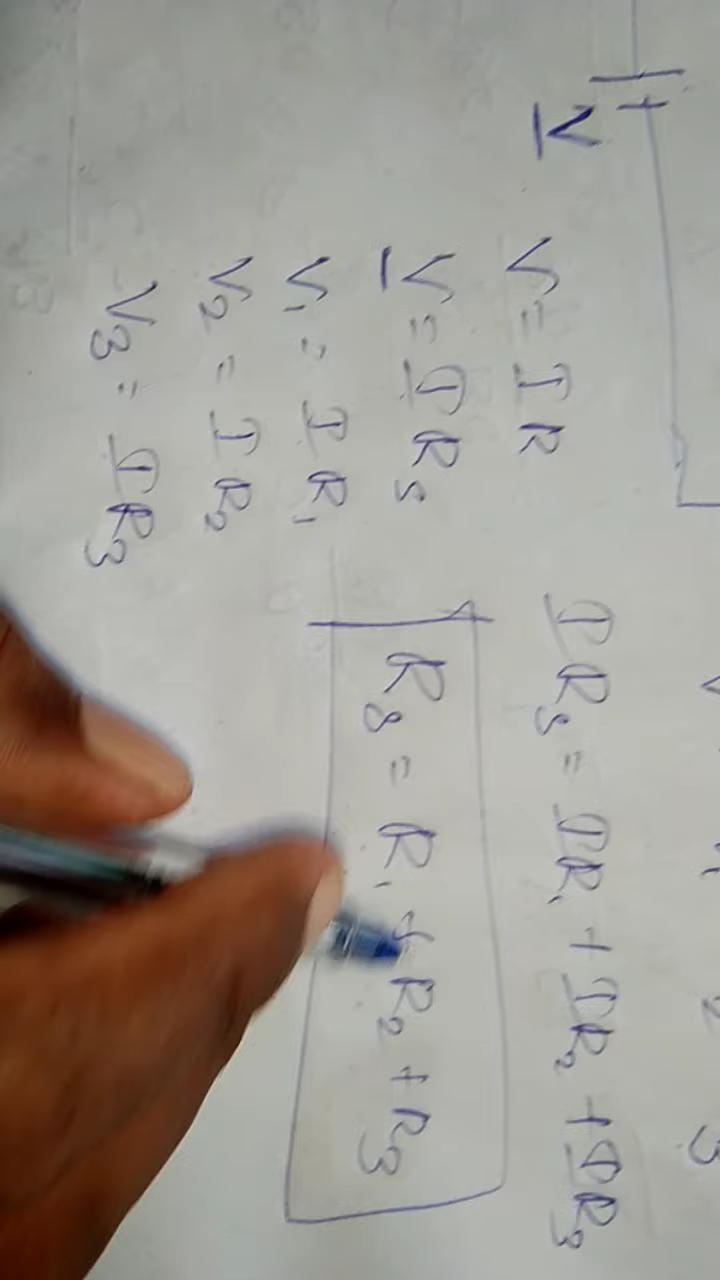 V
V = IR
V = IRs
V1 = IR1
V2 = IR2
V3 = IR3
IRs = IR1 + IR2 + IR3
Rs = R1 + R2 + R3